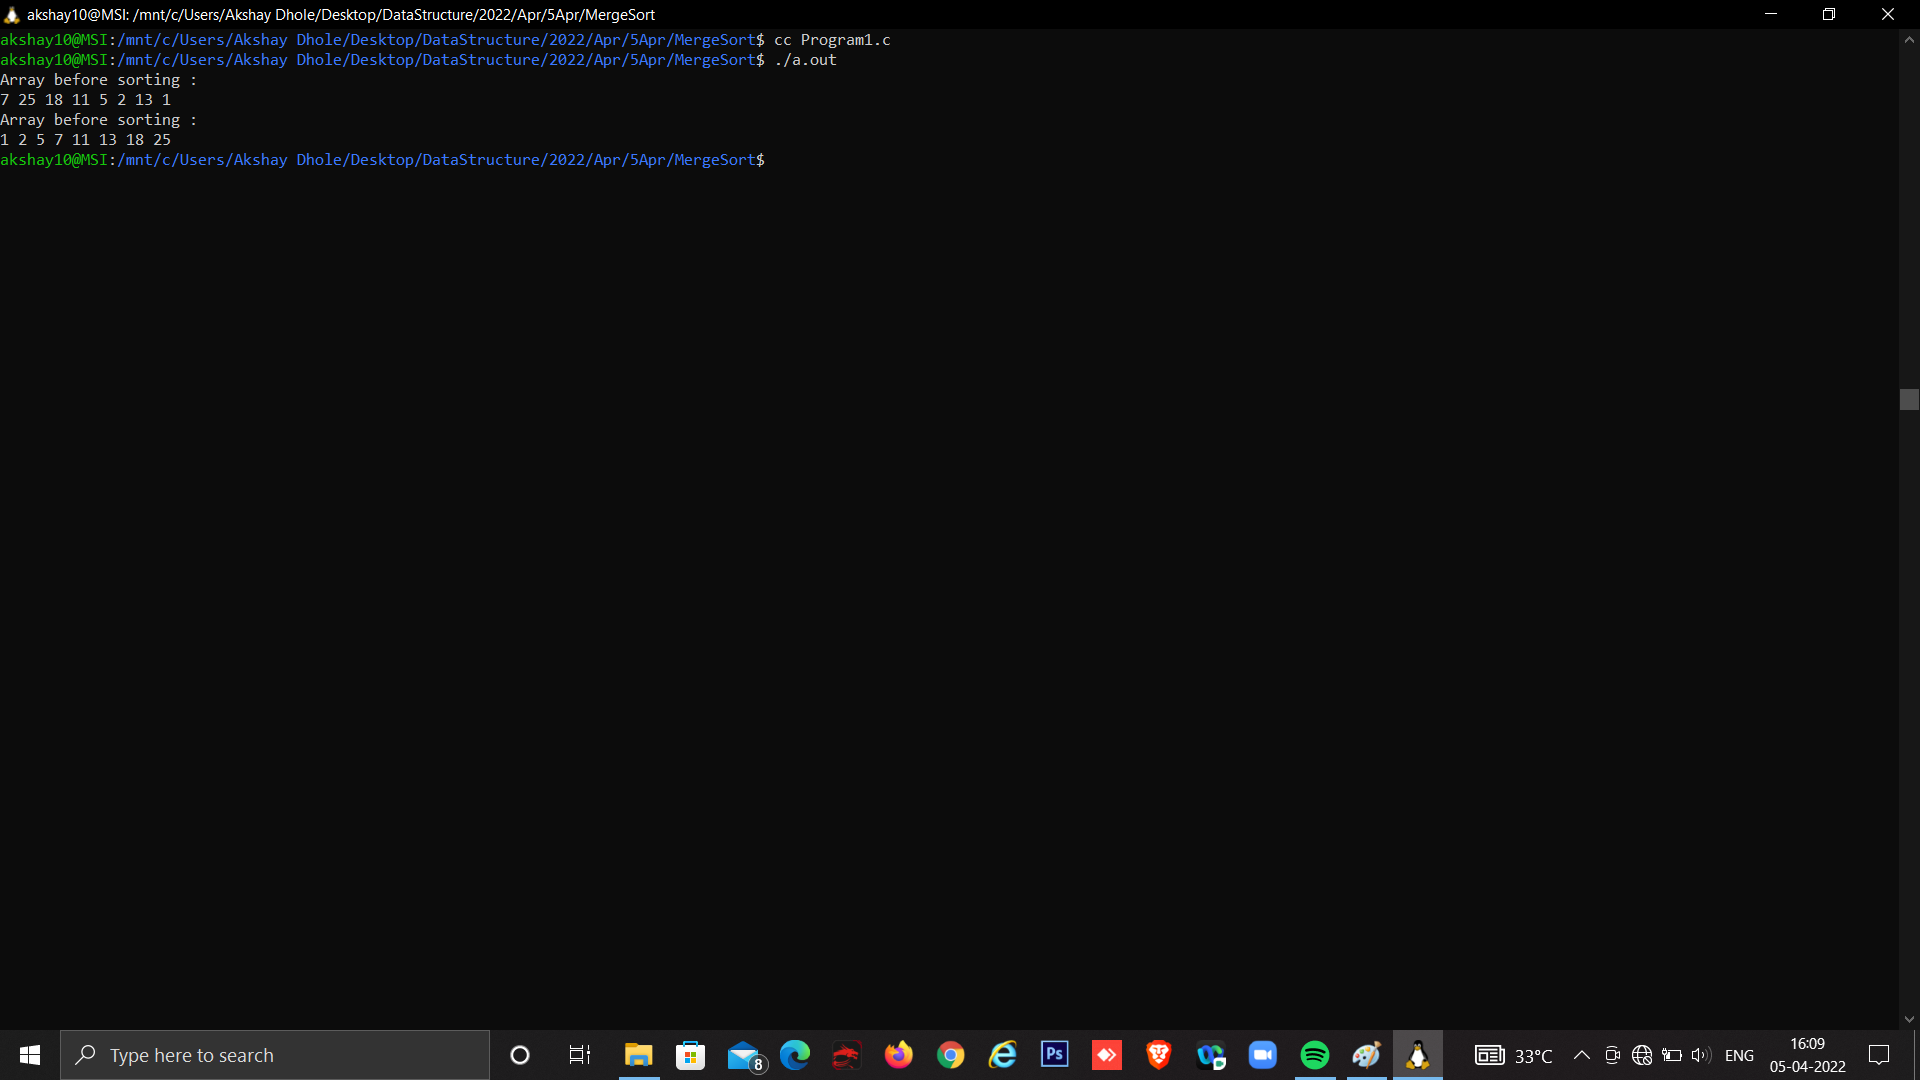 akshay10@MSI: /mnt/c/Users/Akshay Dhole/Desktop/DataStructure/2022/Apr/5Apr/MergeSort
akshay10@MSI:/mnt/c/Users/Akshay Dhole/Desktop/DataStructure/2022/Apr/5Apr/MergeSort$ cc Program1.c
akshay10@MSI:/mnt/c/Users/Akshay Dhole/Desktop/DataStructure/2022/Apr/5Apr/MergeSort$ ./a.out
Array before sorting :
7 25 18 11 5 2 13 1
Array before sorting :
1 2 5 7 11 13 18 25
akshay10@MSI:/mnt/c/Users/Akshay Dhole/Desktop/DataStructure/2022/Apr/5Apr/MergeSort$
Type here to search
8
Ps
33°C
ENG
16:09
05-04-2022